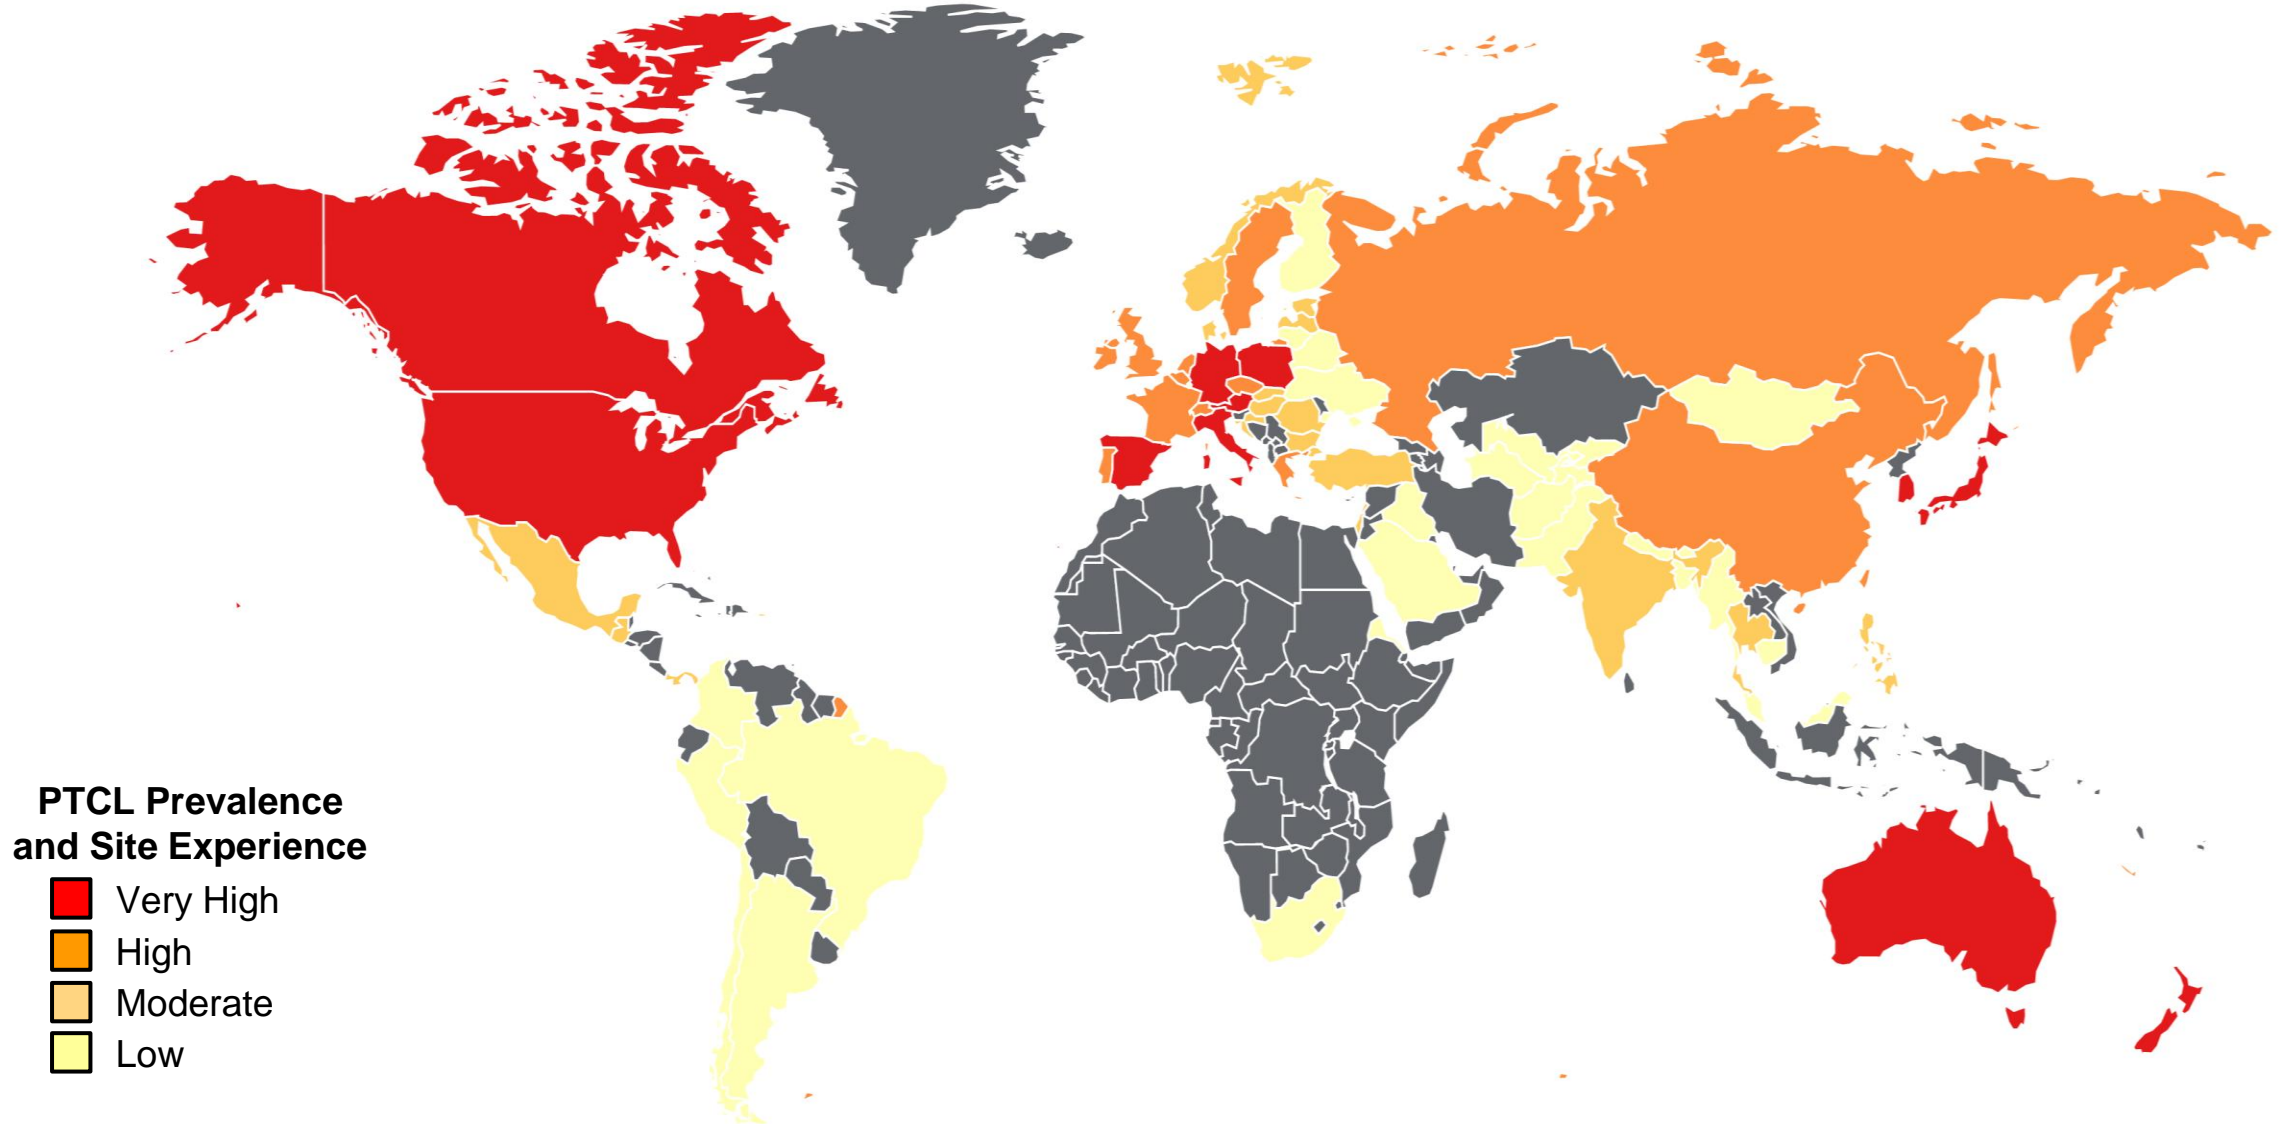 PTCL Prevalence
and Site Experience
Very High
High
Moderate
Low